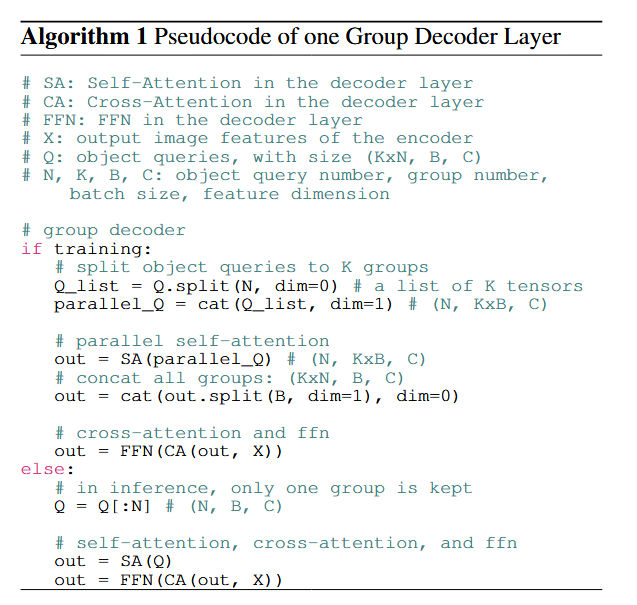 Algorithm 1 Pseudocode of one Group Decoder Layer
# SA: Self-Attention in the decoder layer
# CA: Cross-Attention in the decoder layer
# FFN: FFN in the decoder layer
# X: output image features of the encoder
# Q: object queries, with size (KxN, B, C)
# N, K, B, C: object query number, group number,
batch size, feature dimension
# group decoder
if training:
# split object queries to K groups
Q_list = Q.split(N, dim=0) # a list of K tensors
parallel_Q = cat(Q_list, dim=1) # (N, KxB, C)
# parallel self-attention
out = SA(parallel_Q) # (N, KxB, C)
# concat all groups: (KxN, B, C)
out = cat(out.split(B, dim=1), dim=0)
# cross-attention and ffn
out = FFN(CA(out, X))
else:
# in inference, only one group is kept
Q = Q[:N] # (N, B, C)
# self-attention, cross-attention, and ffn
out = SA(Q)
out = FFN(CA(out, X))